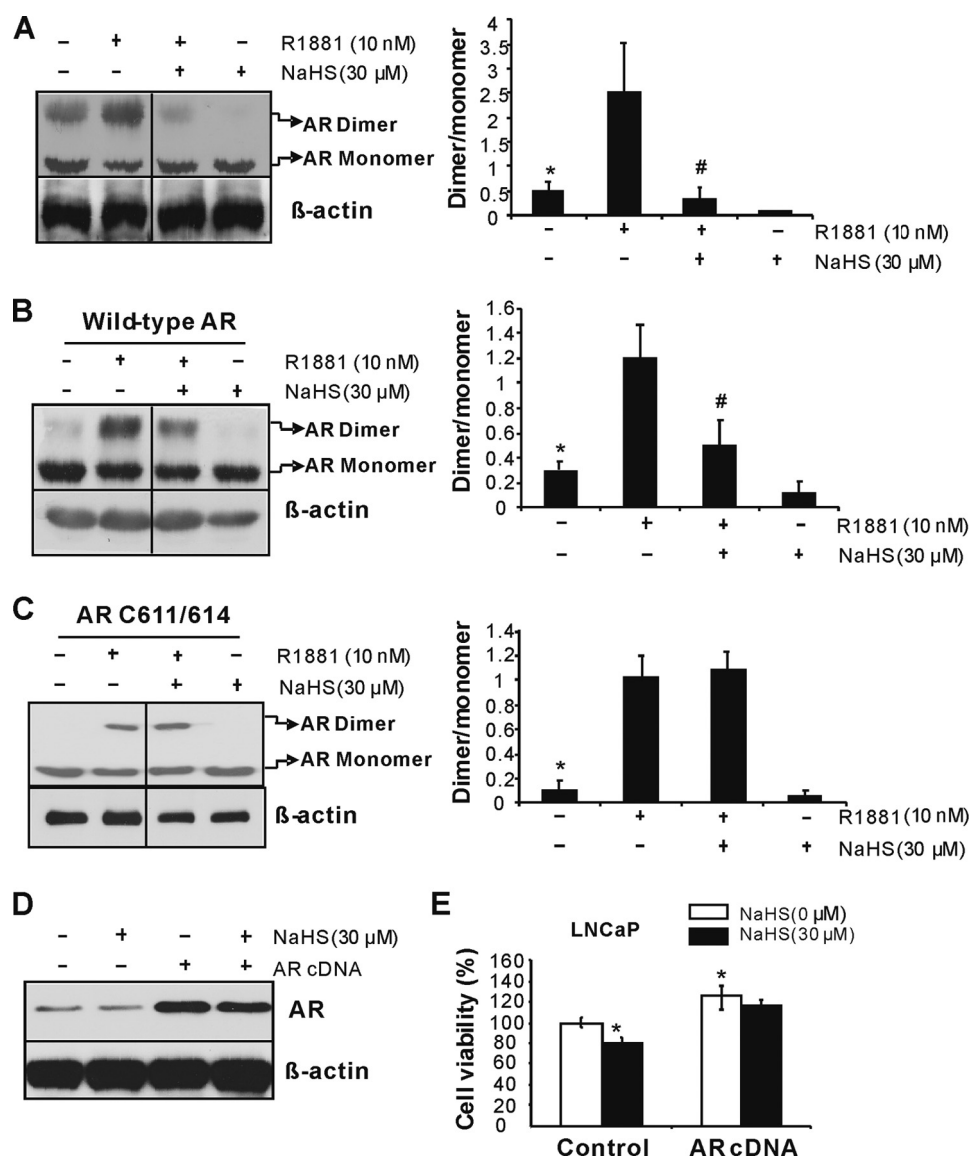 A
– + + – R1881 (10 nM)
– – + + NaHS(30 µM)
AR Dimer
AR Monomer
ß-actin
Dimer/monomer
4
3.5
3
2.5
2
1.5
1
0.5
0
*
#
– + + – R1881 (10 nM)
– – + + NaHS(30 µM)
B
Wild-type AR
– + + – R1881 (10 nM)
– – + + NaHS(30 µM)
AR Dimer
AR Monomer
ß-actin
Dimer/monomer
1.6
1.4
1.2
1
0.8
0.6
0.4
0.2
0
*
#
– + + – R1881 (10 nM)
– – + + NaHS(30 µM)
C
AR C611/614
– + + – R1881 (10 nM)
– – + + NaHS(30 µM)
AR Dimer
AR Monomer
ß-actin
Dimer/monomer
1.4
1.2
1
0.8
0.6
0.4
0.2
0
*
– + + – R1881 (10 nM)
– – + + NaHS(30 µM)
D
– + – + NaHS(30 µM)
– – + + AR cDNA
AR
ß-actin
E
LNCaP
NaHS(0 µM)
NaHS(30 µM)
Cell viability (%)
160
140
120
100
80
60
40
20
0
*
*
Control AR cDNA